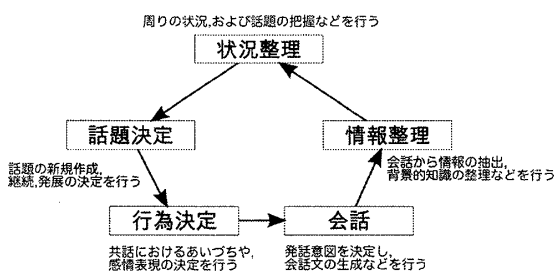 周りの状況,および話題の把握などを行う
状況整理
話題決定
情報整理
話題の新規作成,
継続,発展の決定を行う
会話から情報の抽出,
背景的知識の整理などを行う
行為決定
会話
共話におけるあいづちや,
感情表現の決定を行う
発話意図を決定し,
会話文の生成などを行う